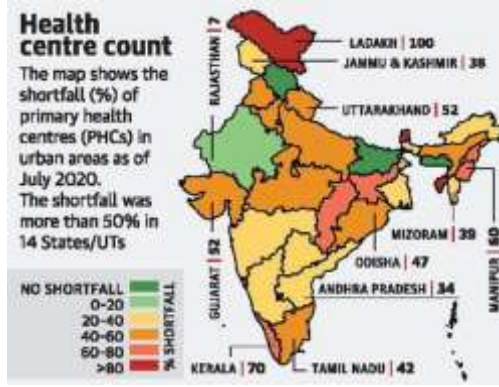 Health
centre count
The map shows the
shortfall (%) of
primary health
centres (PHCs) in
urban areas as of
July 2020.
The shortfall was
more than 50% in
14 States/UTs
RAJASTHAN | 7
LADAKH | 100
JAMMU & KASHMIR | 38
UTTARAKHAND | 52
GUJARAT | 52
MIZORAM | 39
MANIPUR | 60
ODISHA | 47
ANDHRA PRADESH | 34
KERALA | 70
TAMIL NADU | 42
NO SHORTFALL
0-20
20-40
40-60
60-80
>80
% SHORTFALL